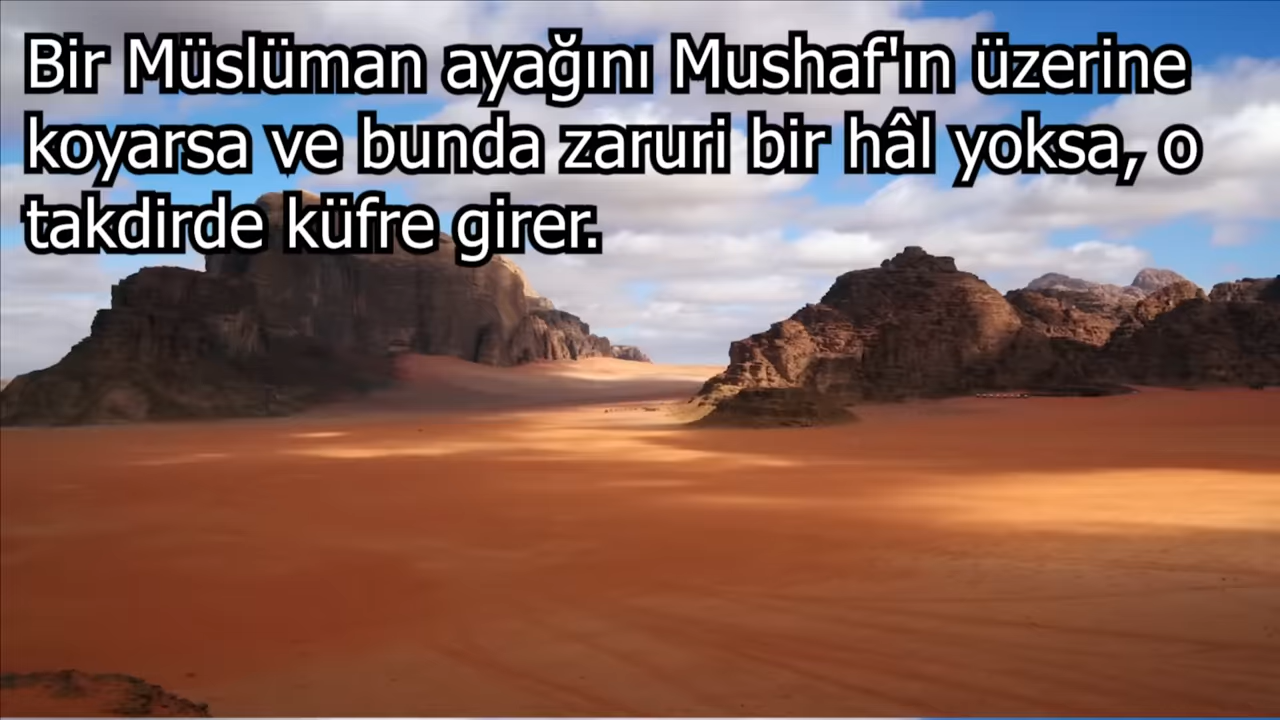 Bir Müslüman ayağını Mushaf'ın üzerine
koyarsa ve bunda zaruri bir hâl yoksa, o
takdirde küfre girer.